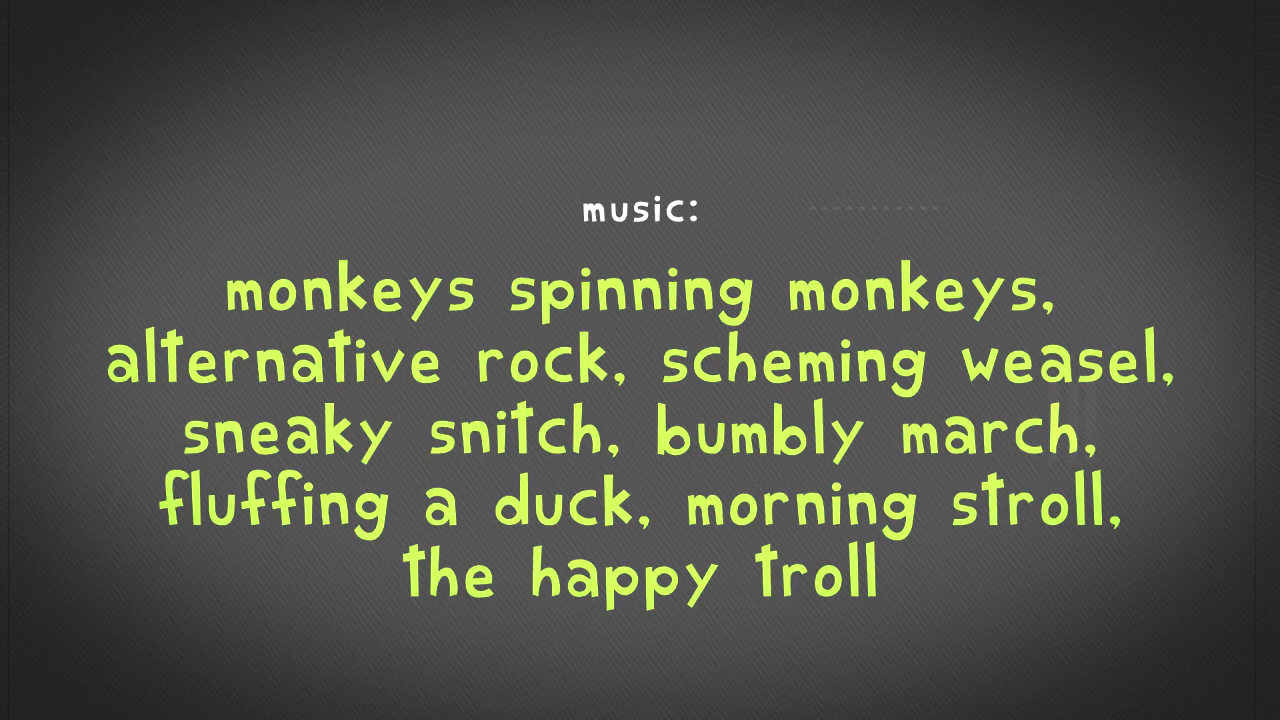 music:
monkeys spinning monkeys,
alternative rock, scheming weasel,
sneaky snitch, bumbly march,
fluffing a duck, morning stroll,
the happy troll